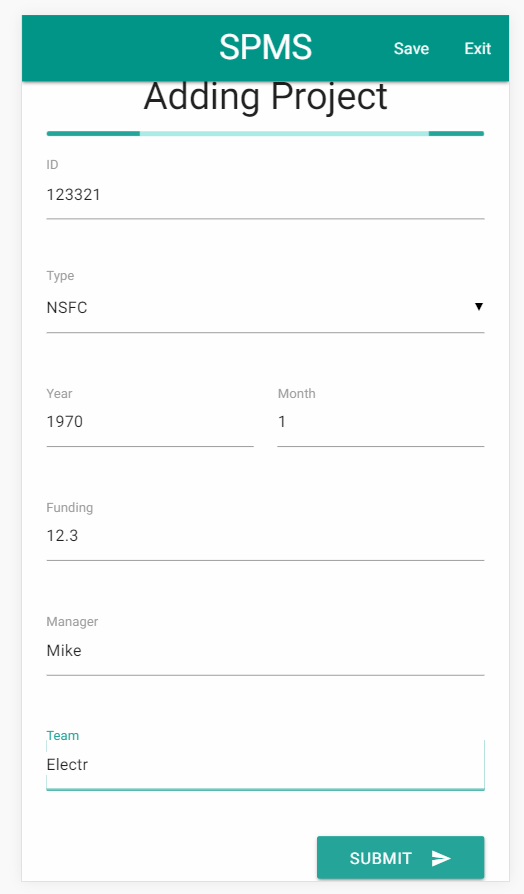 SPMS Save Exit
Adding Project
ID
123321
Type
NSFC
Year Month
1970 1
Funding
12.3
Manager
Mike
Team
Electr
SUBMIT